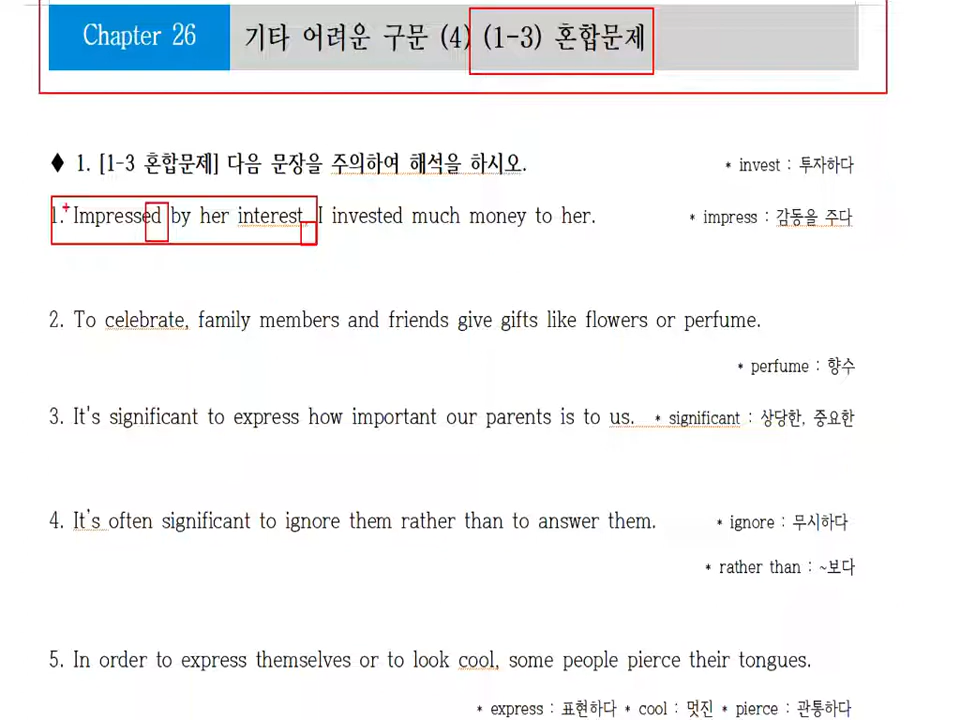 Chapter 26 기타 어려운 구문 (4) (1-3) 혼합문제
◆ 1. [1-3 혼합문제] 다음 문장을 주의하여 해석을 하시오. * invest : 투자하다
1. Impressed by her interest, I invested much money to her. * impress : 감동을 주다
2. To celebrate, family members and friends give gifts like flowers or perfume.
* perfume : 향수
3. It's significant to express how important our parents is to us. * significant : 상당한, 중요한
4. It's often significant to ignore them rather than to answer them. * ignore : 무시하다
* rather than : ~보다
5. In order to express themselves or to look cool, some people pierce their tongues.
* express : 표현하다 * cool : 멋진 * pierce : 관통하다